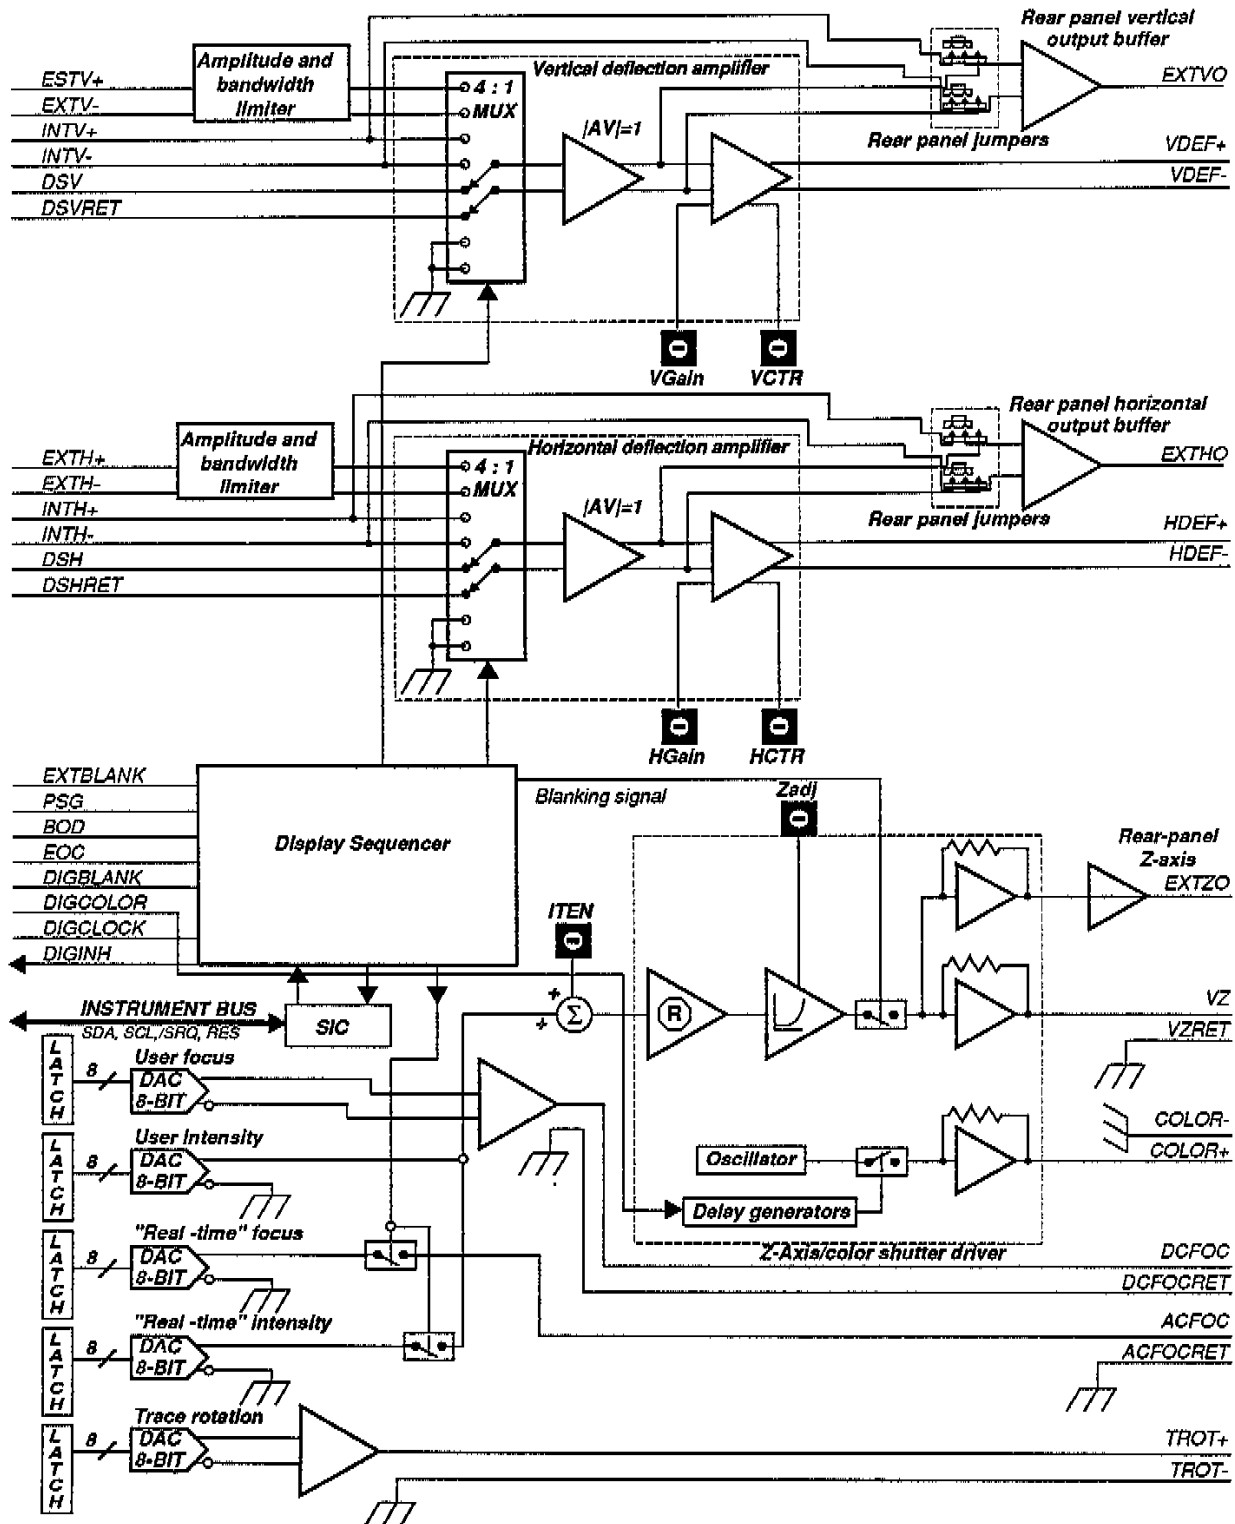 Rear panel vertical
output buffer
Amplitude and
bandwidth
limiter
Vertical deflection amplifier
ESTV+
EXTV-
INTV+
INTV-
DSV
DSVRET
4 : 1
MUX
|AV|=1
Rear panel jumpers
EXTVO
VDEF+
VDEF-
VGain
VCTR
Rear panel horizontal
output buffer
Amplitude and
bandwidth
limiter
Horizontal deflection amplifier
EXTH+
EXTH-
INTH+
INTH-
DSH
DSHRET
4 : 1
MUX
|AV|=1
Rear panel jumpers
EXTHO
HDEF+
HDEF-
HGain
HCTR
EXTBLANK
PSG
BOD
EOC
DIGBLANK
DIGCOLOR
DIGCLOCK
DIGINH
Display Sequencer
Blanking signal
Zadj
Rear-panel
Z-axis
EXTZO
ITEN
+
+
Σ
R
VZ
VZRET
INSTRUMENT BUS
SDA, SCL,/SRQ, RES
SIC
LATCH
8
User focus
DAC
8-BIT
LATCH
8
User Intensity
DAC
8-BIT
COLOR-
COLOR+
Oscillator
Delay generators
Z-Axis/color shutter driver
LATCH
8
"Real -time" focus
DAC
8-BIT
DCFOC
DCFOCRET
LATCH
8
"Real -time" intensity
DAC
8-BIT
ACFOC
ACFOCRET
LATCH
8
Trace rotation
DAC
8-BIT
TROT+
TROT-